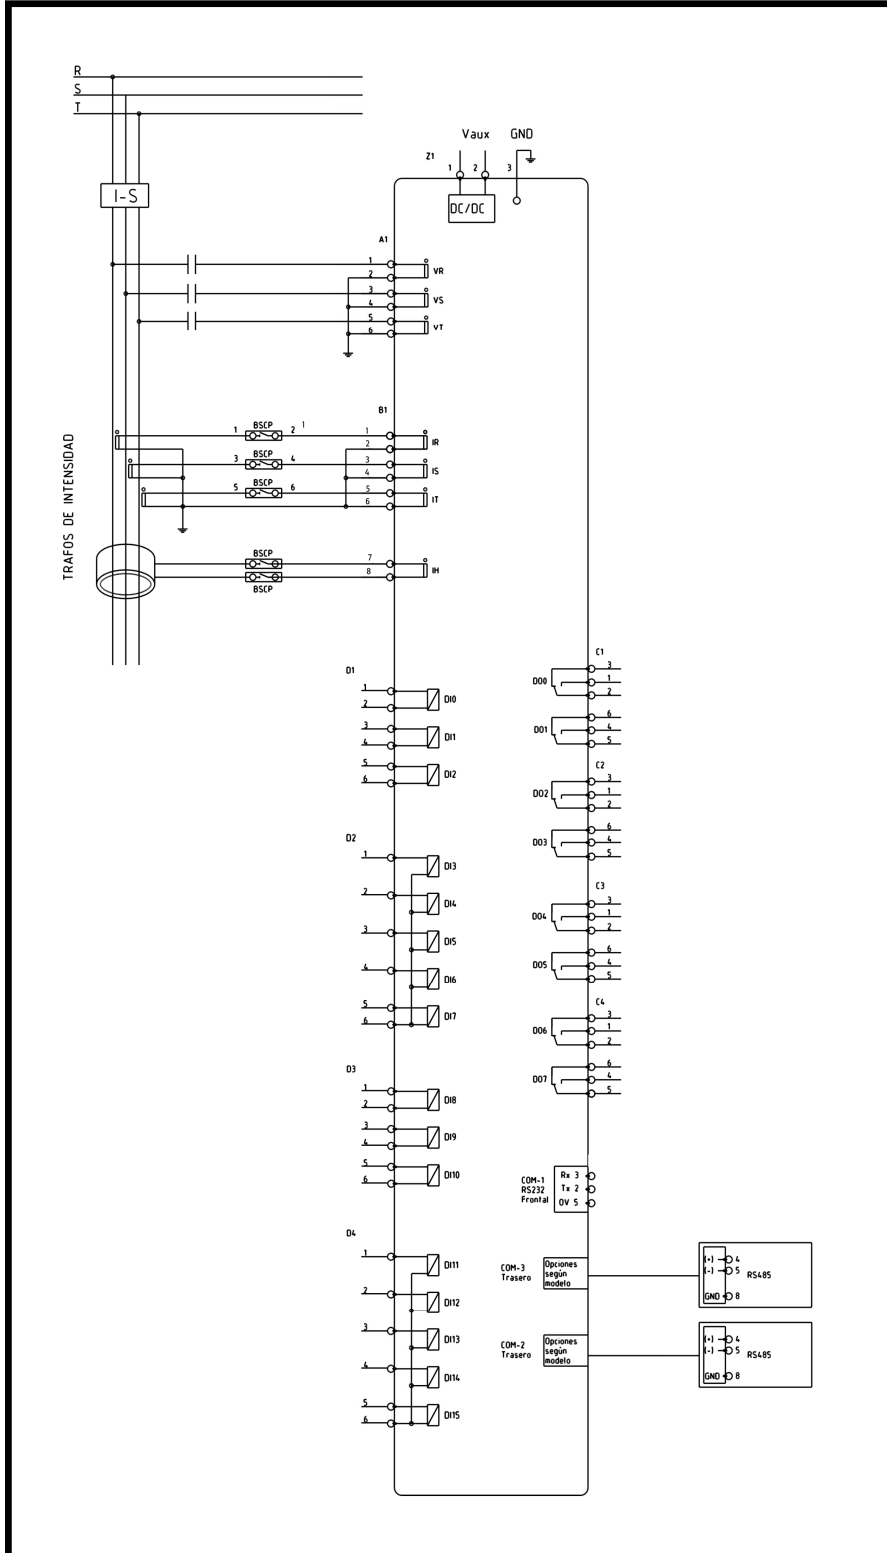 R
S
T
Vaux GND
Z1
1 2 3
I-S
DC/DC
A1
1
2
VR
3
4
VS
5
6
VT
TRAFOS DE INTENSIDAD
B1
BSCP
1 2 1
1
2
IR
BSCP
3 4
3
4
IS
BSCP
5 6
5
6
IT
BSCP
7
8
IH
BSCP
D1
1
2
DI0
3
4
DI1
5
6
DI2
D2
1
DI3
2
DI4
3
DI5
4
DI6
5
6
DI7
D3
1
2
DI8
3
4
DI9
5
6
DI10
D4
1
DI11
2
DI12
3
DI13
4
DI14
5
6
DI15
C1
3
DO0 1
2
6
DO1 4
5
C2
3
DO2 1
2
6
DO3 4
5
C3
3
DO4 1
2
6
DO5 4
5
C4
3
DO6 1
2
6
DO7 4
5
COM-1
RS232
Frontal
Rx 3
Tx 2
0V 5
COM-3
Trasero
Opciones
según
modelo
(+) 4
(-) 5
RS485
GND 8
COM-2
Trasero
Opciones
según
modelo
(+) 4
(-) 5
RS485
GND 8